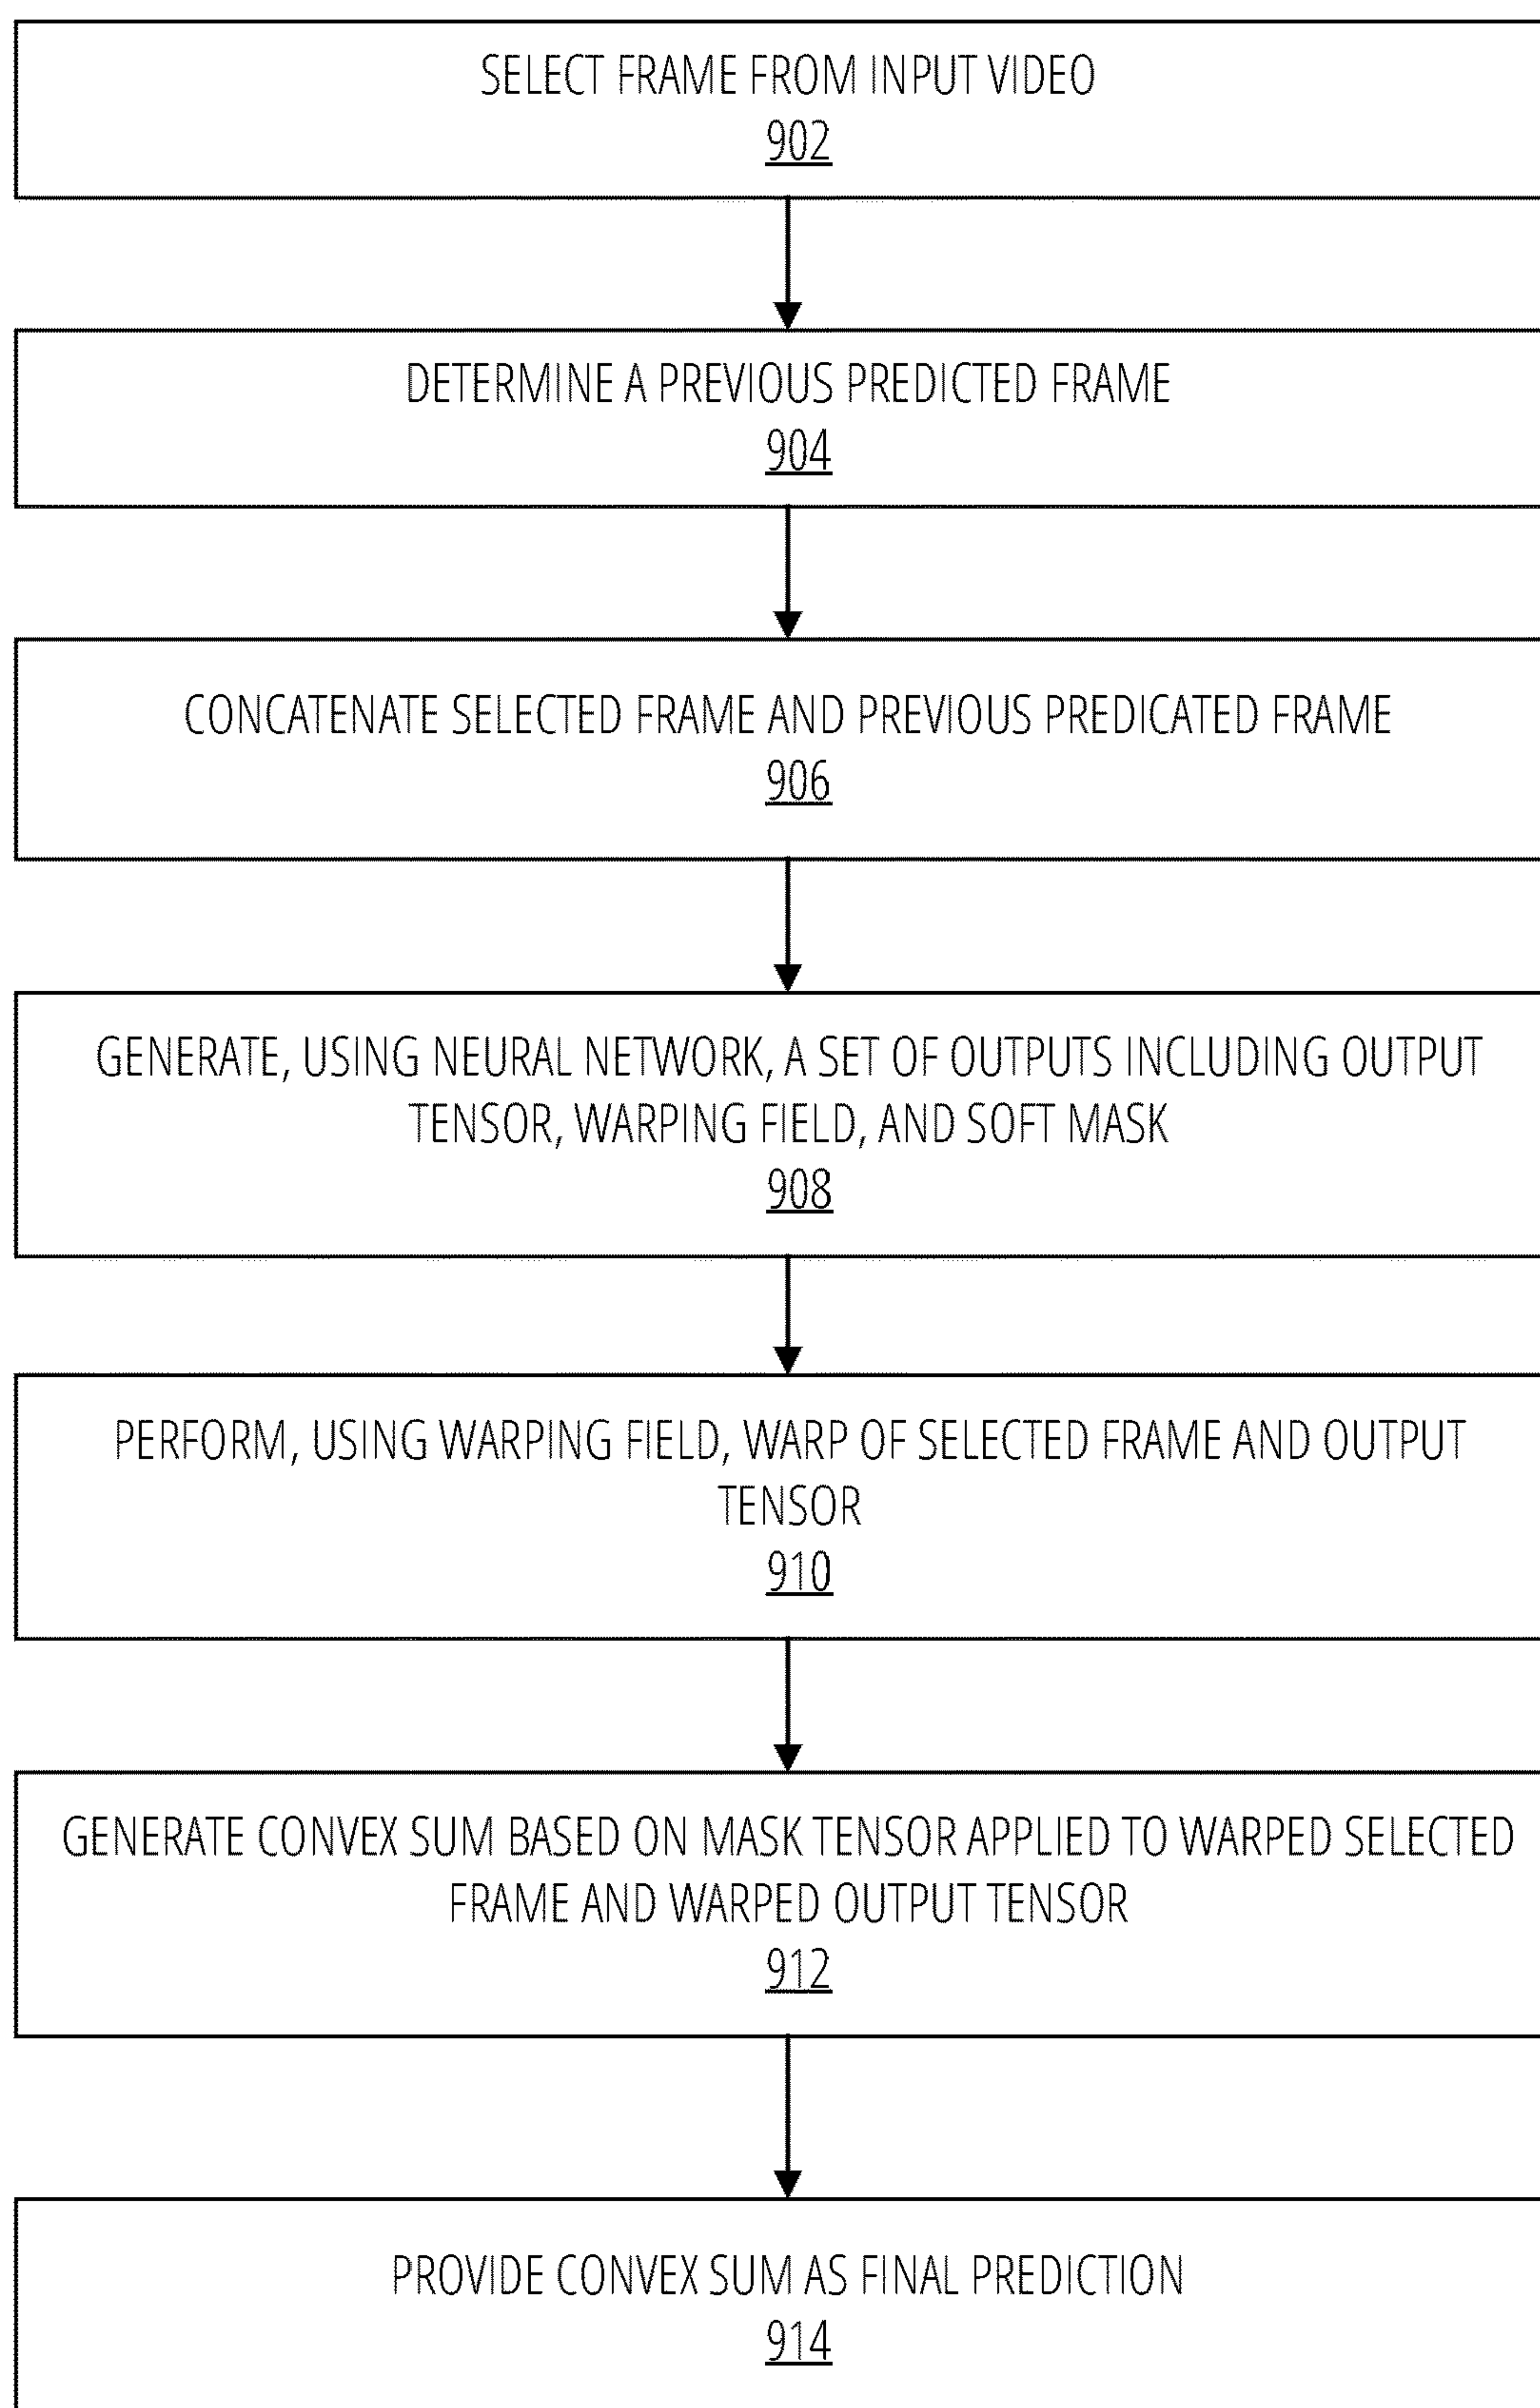 SELECT FRAME FROM INPUT VIDEO
902
DETERMINE A PREVIOUS PREDICTED FRAME
904
CONCATENATE SELECTED FRAME AND PREVIOUS PREDICATED FRAME
906
GENERATE, USING NEURAL NETWORK, A SET OF OUTPUTS INCLUDING OUTPUT
TENSOR, WARPING FIELD, AND SOFT MASK
908
PERFORM, USING WARPING FIELD, WARP OF SELECTED FRAME AND OUTPUT
TENSOR
910
GENERATE CONVEX SUM BASED ON MASK TENSOR APPLIED TO WARPED SELECTED
FRAME AND WARPED OUTPUT TENSOR
912
PROVIDE CONVEX SUM AS FINAL PREDICTION
914